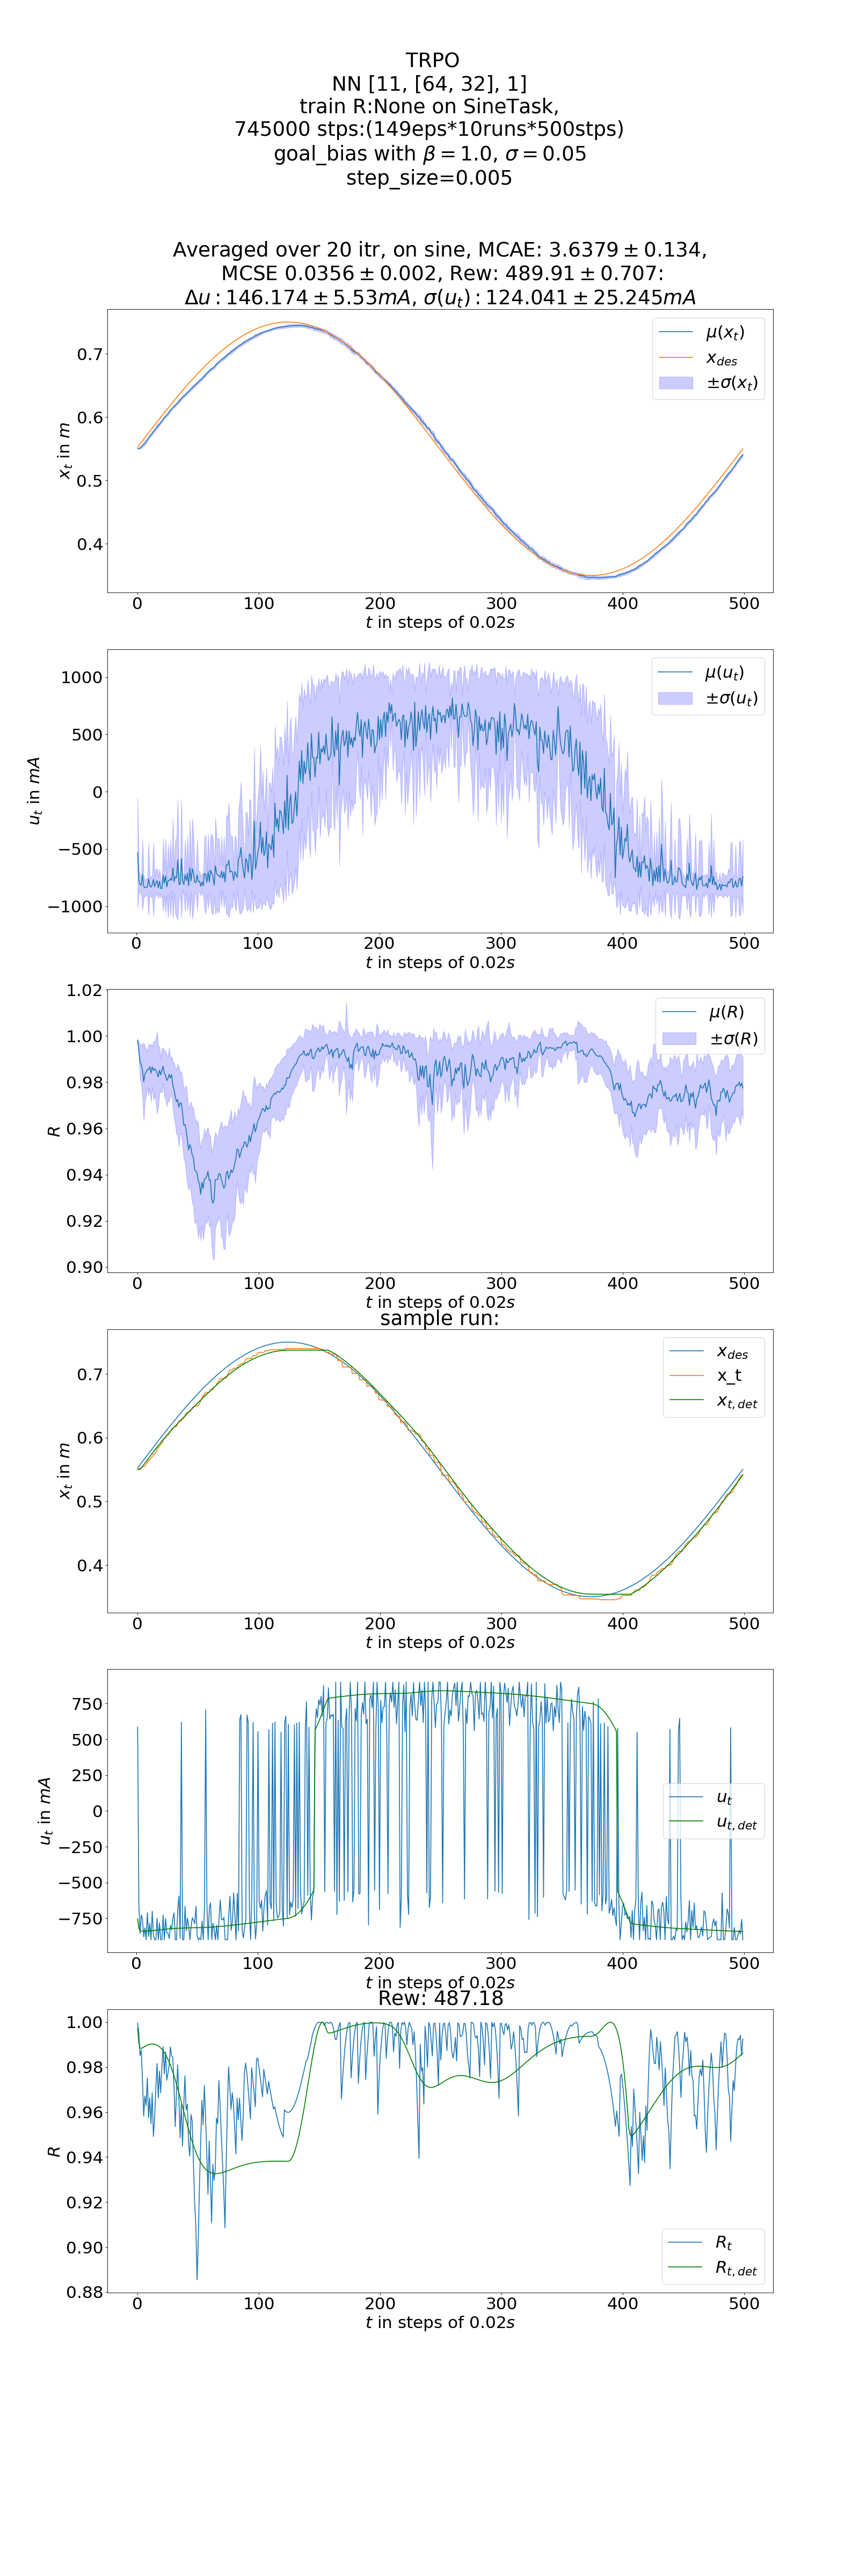 TRPO
NN [11, [64, 32], 1]
train R:None on SineTask,
745000 stps:(149eps*10runs*500stps)
goal_bias with β = 1.0, σ = 0.05
step_size=0.005
Averaged over 20 itr, on sine, MCAE: 3.6379 ± 0.134,
MCSE 0.0356 ± 0.002, Rew: 489.91 ± 0.707:
Δu : 146.174 ± 5.53mA, σ(u_t) : 124.041 ± 25.245mA
μ(x_t)
x_des
±σ(x_t)
x_t in m
0.7
0.6
0.5
0.4
0 100 200 300 400 500
t in steps of 0.02s
μ(u_t)
±σ(u_t)
u_t in mA
1000
500
0
−500
−1000
0 100 200 300 400 500
t in steps of 0.02s
μ(R)
±σ(R)
R
1.02
1.00
0.98
0.96
0.94
0.92
0.90
0 100 200 300 400 500
t in steps of 0.02s
sample run:
x_des
x_t
x_t,det
x_t in m
0.7
0.6
0.5
0.4
0 100 200 300 400 500
t in steps of 0.02s
u_t
u_t,det
u_t in mA
750
500
250
0
−250
−500
−750
0 100 200 300 400 500
t in steps of 0.02s
Rew: 487.18
R
1.00
0.98
0.96
0.94
0.92
0.90
0.88
R_t
R_t,det
0 100 200 300 400 500
t in steps of 0.02s